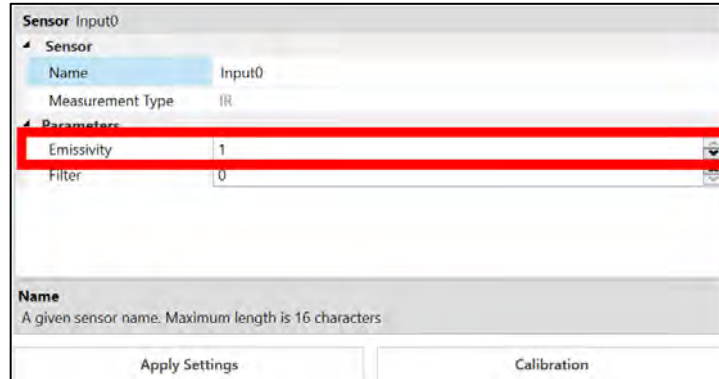 Sensor Input0
Sensor
Name Input0
Measurement Type IR
Parameters
Emissivity 1
Filter 0
Name
A given sensor name. Maximum length is 16 characters
Apply Settings Calibration